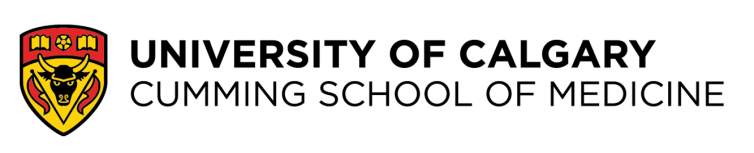 UNIVERSITY OF CALGARY
CUMMING SCHOOL OF MEDICINE